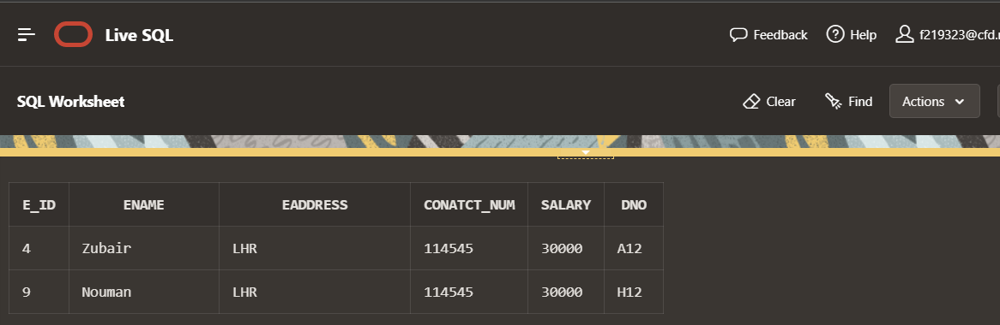 Live SQL Feedback Help f219323@cfd.
SQL Worksheet Clear Find Actions
E_ID ENAME EADDRESS CONATCT_NUM SALARY DNO
4 Zubair LHR 114545 30000 A12
9 Nouman LHR 114545 30000 H12